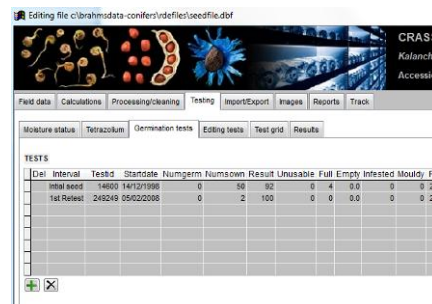 Editing file c:\brahmsdata-conifers\rdefiles\seedfile.dbf
CRASS
Kalanch
Accessi
Field data Calculations Processing/cleaning Testing Import/Export Images Reports Track
Moisture status Tetrazolium Germination tests Editing tests Test grid Results
TESTS
Del Interval Testid Startdate Numgerm Numsown Result Unusable Full Empty Infested Mouldy
Intial seed 14600 14/12/1998 0 50 92 0 4 0.0 0 0
1st Retest 249249 05/02/2008 0 2 100 0 0 0.0 0 0